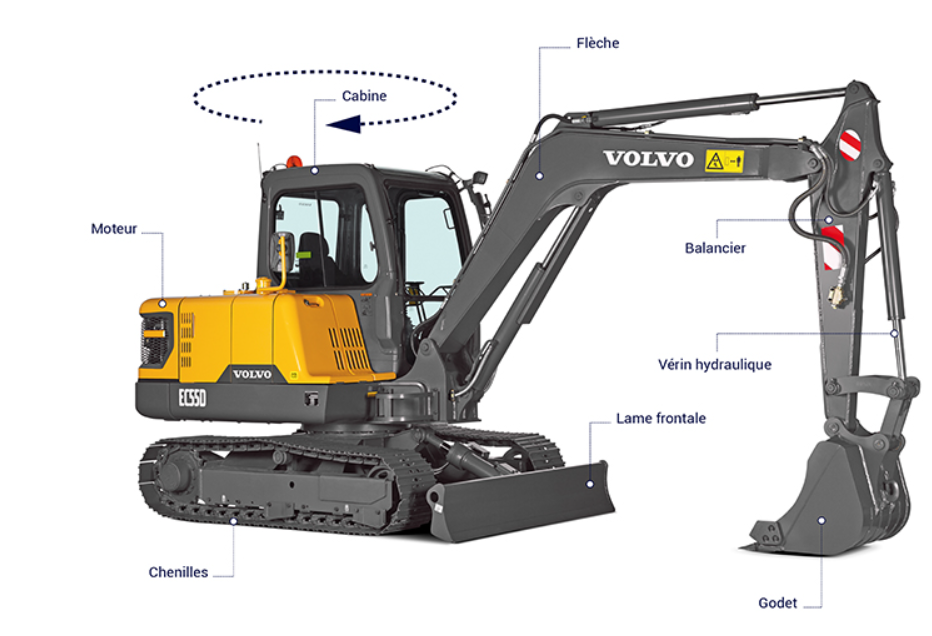 Flèche
Cabine
VOLVO
Moteur
Balancier
Vérin hydraulique
VOLVO
EC55D
Lame frontale
Chenilles
Godet